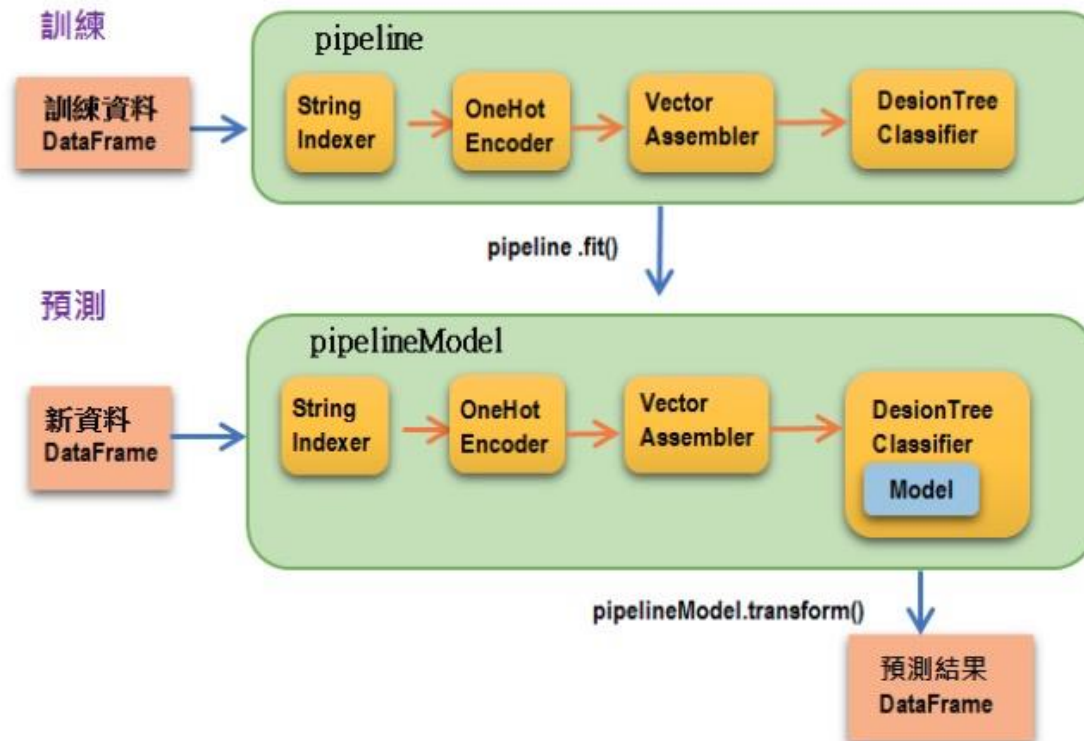 訓練
pipeline
訓練資料
DataFrame
String
Indexer
OneHot
Encoder
Vector
Assembler
DesionTree
Classifier
pipeline .fit()
預測
pipelineModel
新資料
DataFrame
String
Indexer
OneHot
Encoder
Vector
Assembler
DesionTree
Classifier
Model
pipelineModel.transform()
預測結果
DataFrame